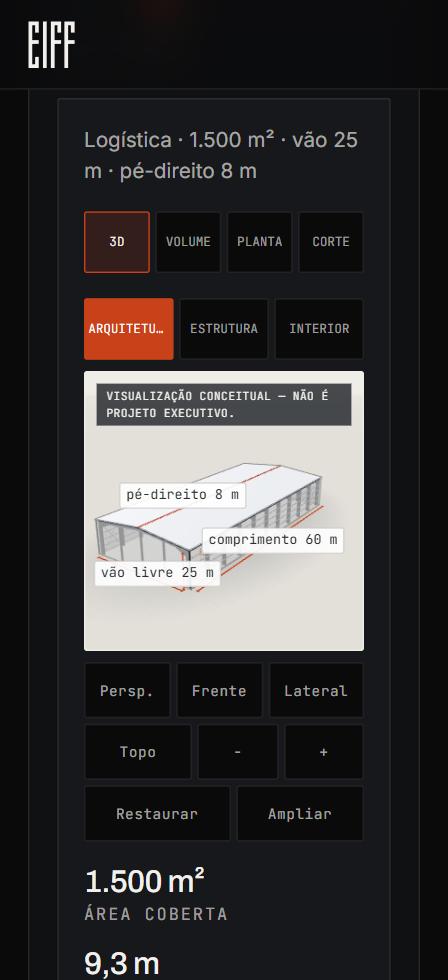 EIFF
Logística · 1.500 m² · vão 25
m · pé-direito 8 m
3D
VOLUME
PLANTA
CORTE
ARQUITETU…
ESTRUTURA
INTERIOR
VISUALIZAÇÃO CONCEITUAL — NÃO É
PROJETO EXECUTIVO.
pé-direito 8 m
comprimento 60 m
vão livre 25 m
Persp.
Frente
Lateral
Topo
-
+
Restaurar
Ampliar
1.500 m²
ÁREA COBERTA
9,3 m